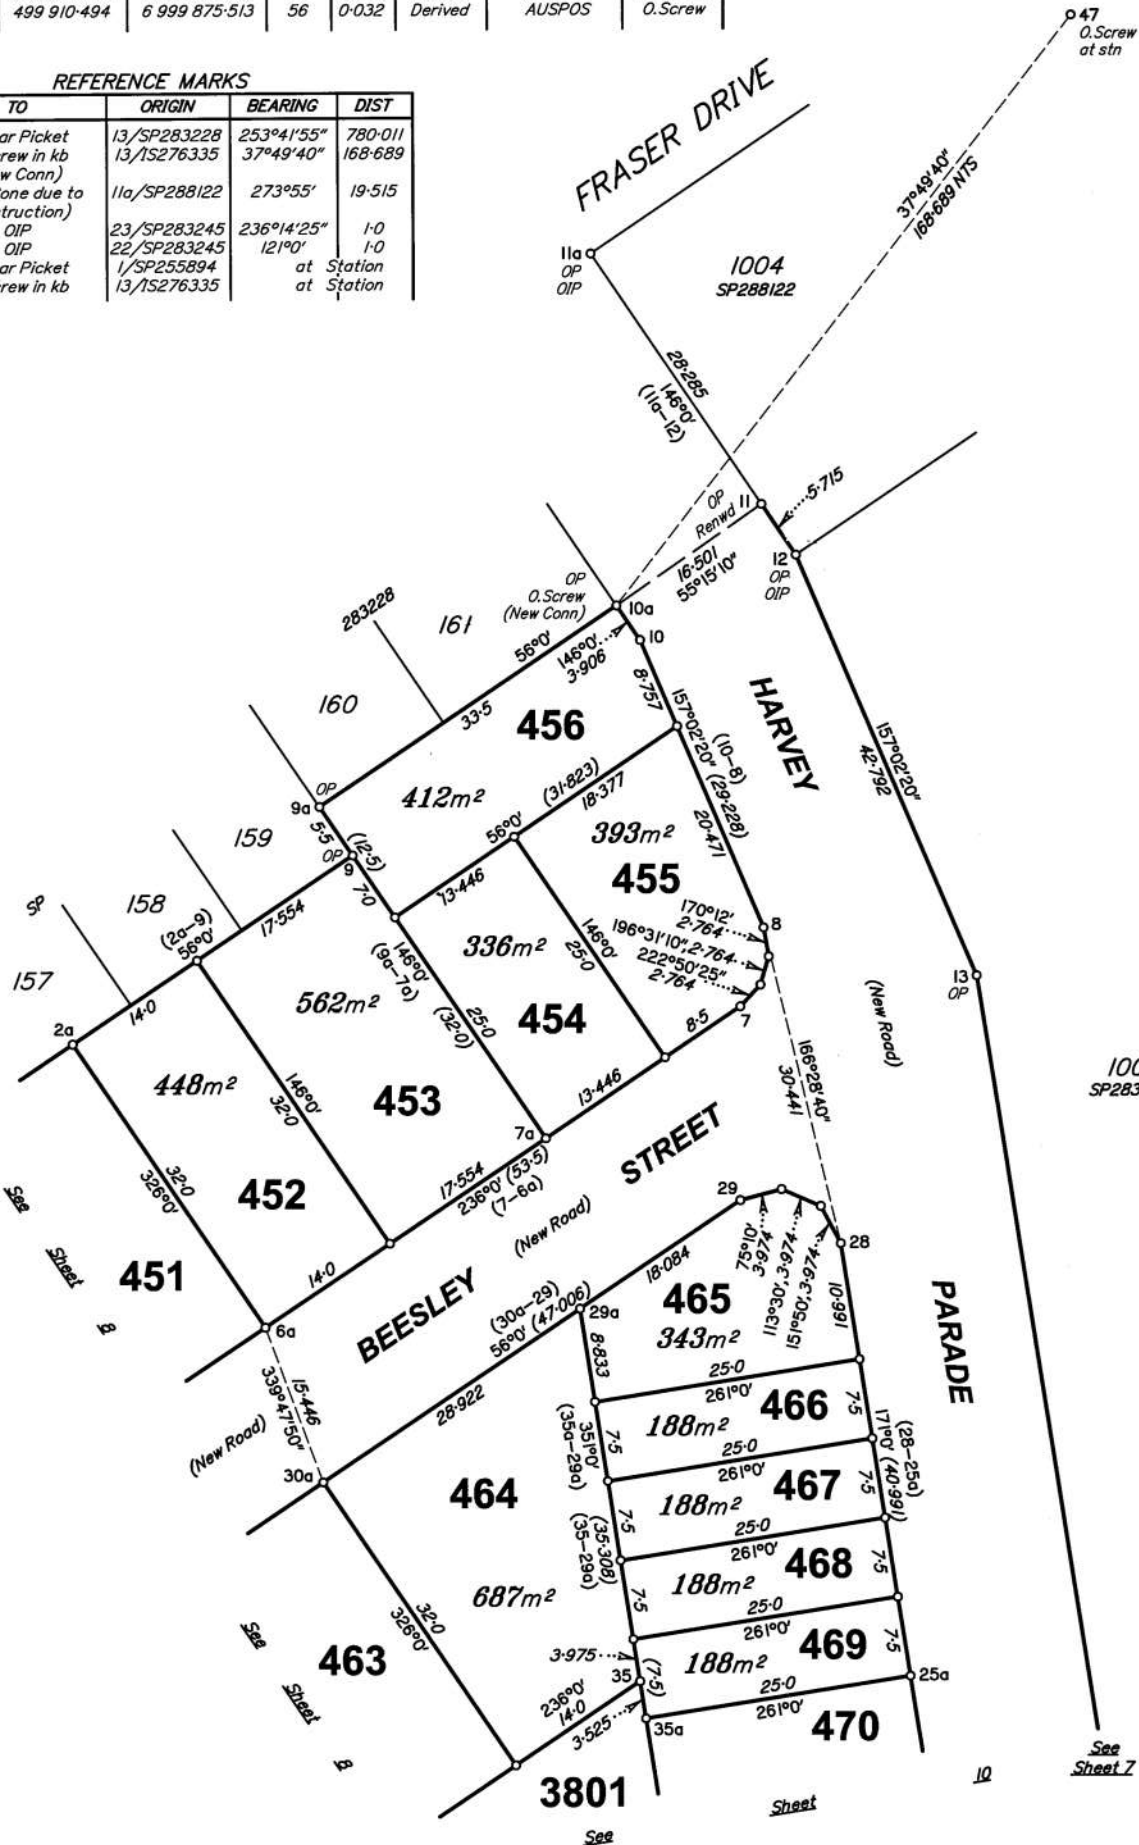 499 910·494 6 999 875·513 56 0·032 Derived AUSPOS O.Screw
REFERENCE MARKS
TO ORIGIN BEARING DIST
ar Picket 13/SP283228 253°41'55" 780·011
rew in kb 13/IS276335 37°49'40" 168·689
w Conn)
one due to 11a/SP288122 273°55' 19·515
truction)
OIP 23/SP283245 236°14'25" 1·0
OIP 22/SP283245 121°0' 1·0
ar Picket 1/SP255894 at Station
rew in kb 13/IS276335 at Station
47
O.Screw
at stn
FRASER DRIVE
37°49'40"
168·689 NTS
11a
OP
OIP
1004
SP288122
28·285
146°0'
(11a-12)
OP
Renwd
11
5·715
16·501
55°15'10"
12
OP
OIP
OP
O.Screw
(New Conn)
10a
283228
161
56°0'
146°0'
3·906
10
160
33·5
456
8·757
HARVEY
157°02'20"
(10-8)
(29·228)
157°02'20"
42·792
412m²
(31·823)
18·377
9a
OP
5·5
(12·5)
159
OP
9
7·0
56°0'
393m²
20·471
455
13·446
SP
158
(2a-9)
56°0'
17·554
170°12'
2·764
8
196°31'10", 2·764
222°50'25"
2·764
336m²
146°0'
25·0
157
146°0'
(9a-7a)
(32·0)
25·0
13
OP
562m²
454
8·5
7
(New Road)
2a
14·0
166°28'40"
30·441
100
SP283
448m²
146°0'
32·0
453
13·446
7a
STREET
32·0
326°0'
452
17·554
236°0' (53·5)
(7-6a)
(New Road)
29
See
Sheet
8
451
14·0
BEESLEY
18·084
75°10'
3·974
113°30', 3·974
151°50', 3·974
28
6a
(30a-29)
56°0' (47·006)
29a
465
10·991
PARADE
343m²
15·446
339°47'50"
8·833
25·0
261°0'
466
7·5
28·922
(New Road)
188m²
351°0'
(35a-29a)
7·5
25·0
171°0' (40·991)
(28-25a)
30a
464
261°0'
467
7·5
188m²
(35·308)
(35-29a)
7·5
25·0
261°0'
468
7·5
687m²
188m²
32·0
326°0'
7·5
25·0
261°0'
469
7·5
See
Sheet
8
463
3·975
188m²
35
(7·5)
25·0
25a
236°0'
14·0
261°0'
3·525
35a
470
3801
See
Sheet
10
See
Sheet 7